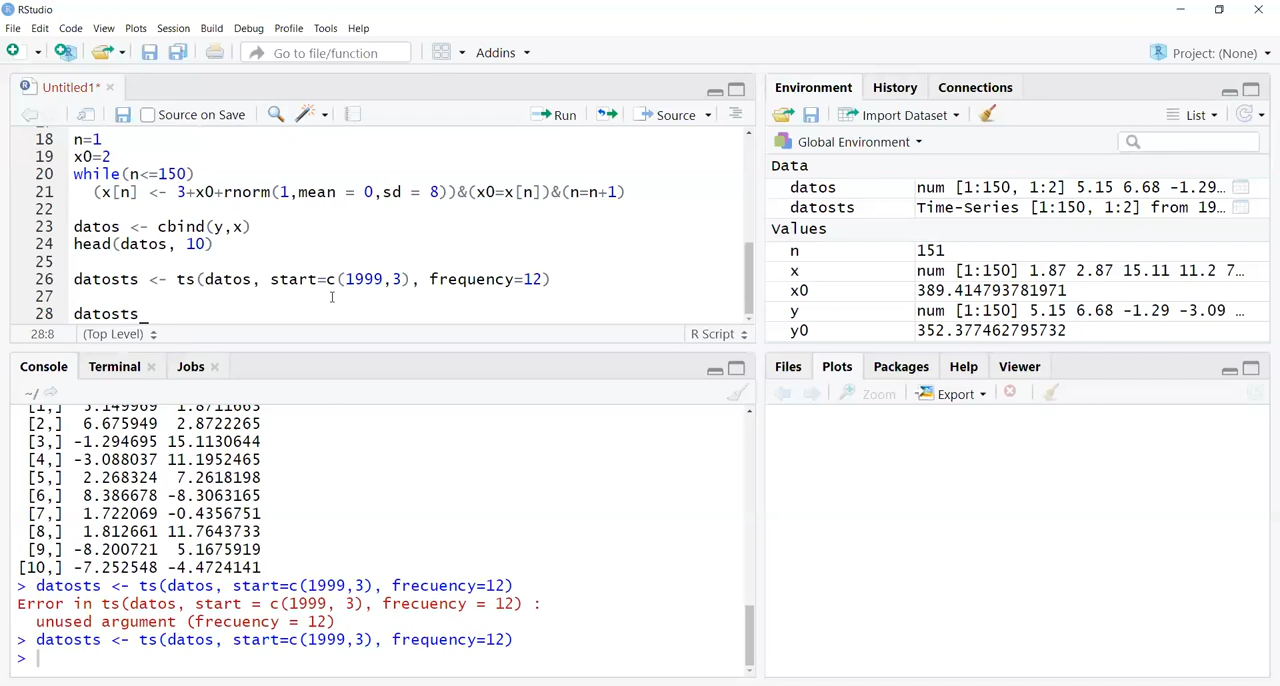 RStudio
File Edit Code View Plots Session Build Debug Profile Tools Help
Go to file/function Addins Project: (None)
Untitled1*
Source on Save Run Source
18 n=1
19 x0=2
20 while(n<=150)
21 (x[n] <- 3+x0+rnorm(1,mean = 0,sd = 8))&(x0=x[n])&(n=n+1)
22
23 datos <- cbind(y,x)
24 head(datos, 10)
25
26 datosts <- ts(datos, start=c(1999,3), frequency=12)
27
28 datosts_
28:8 (Top Level) R Script
Console Terminal Jobs
~/
[1,] 5.149969 1.8711663
[2,] 6.675949 2.8722265
[3,] -1.294695 15.1130644
[4,] -3.088037 11.1952465
[5,] 2.268324 7.2618198
[6,] 8.386678 -8.3063165
[7,] 1.722069 -0.4356751
[8,] 1.812661 11.7643733
[9,] -8.200721 5.1675919
[10,] -7.252548 -4.4724141
> datosts <- ts(datos, start=c(1999,3), frecuency=12)
Error in ts(datos, start = c(1999, 3), frecuency = 12) :
unused argument (frecuency = 12)
> datosts <- ts(datos, start=c(1999,3), frequency=12)
>
Environment History Connections
Import Dataset List
Global Environment
Data
datos num [1:150, 1:2] 5.15 6.68 -1.29…
datosts Time-Series [1:150, 1:2] from 19…
Values
n 151
x num [1:150] 1.87 2.87 15.11 11.2 7…
x0 389.414793781971
y num [1:150] 5.15 6.68 -1.29 -3.09 …
y0 352.377462795732
Files Plots Packages Help Viewer
Zoom Export